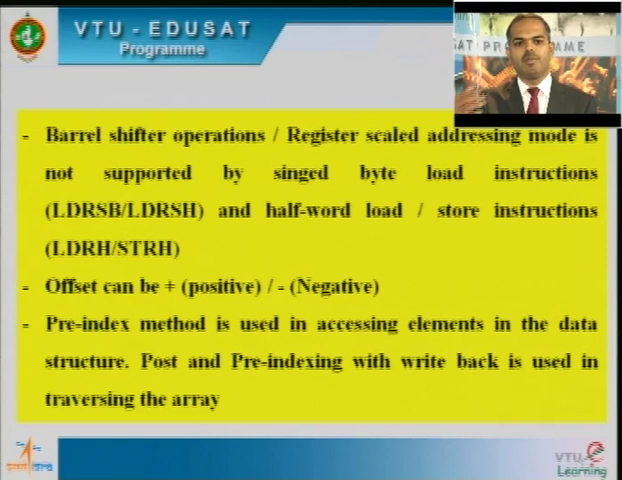 VTU - EDUSAT
Programme
SAT PROGRAMME
- Barrel shifter operations / Register scaled addressing mode is
not supported by singed byte load instructions
(LDRSB/LDRSH) and half-word load / store instructions
(LDRH/STRH)
- Offset can be + (positive) / - (Negative)
- Pre-index method is used in accessing elements in the data
structure. Post and Pre-indexing with write back is used in
traversing the array
VTU
Learning